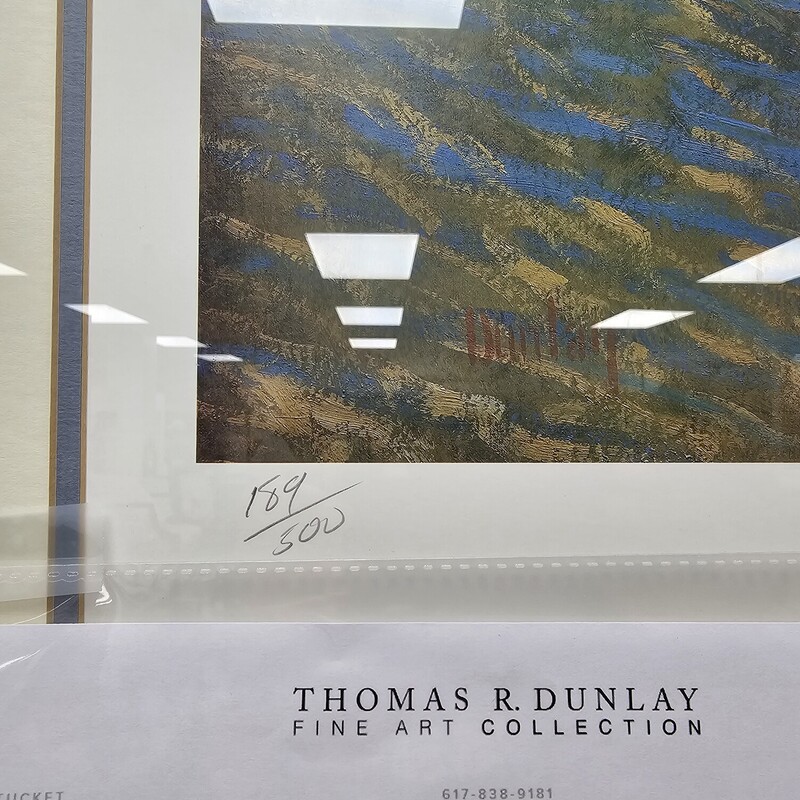 Dunlay
189/500
THOMAS R. DUNLAY
FINE ART COLLECTION
617-838-9181